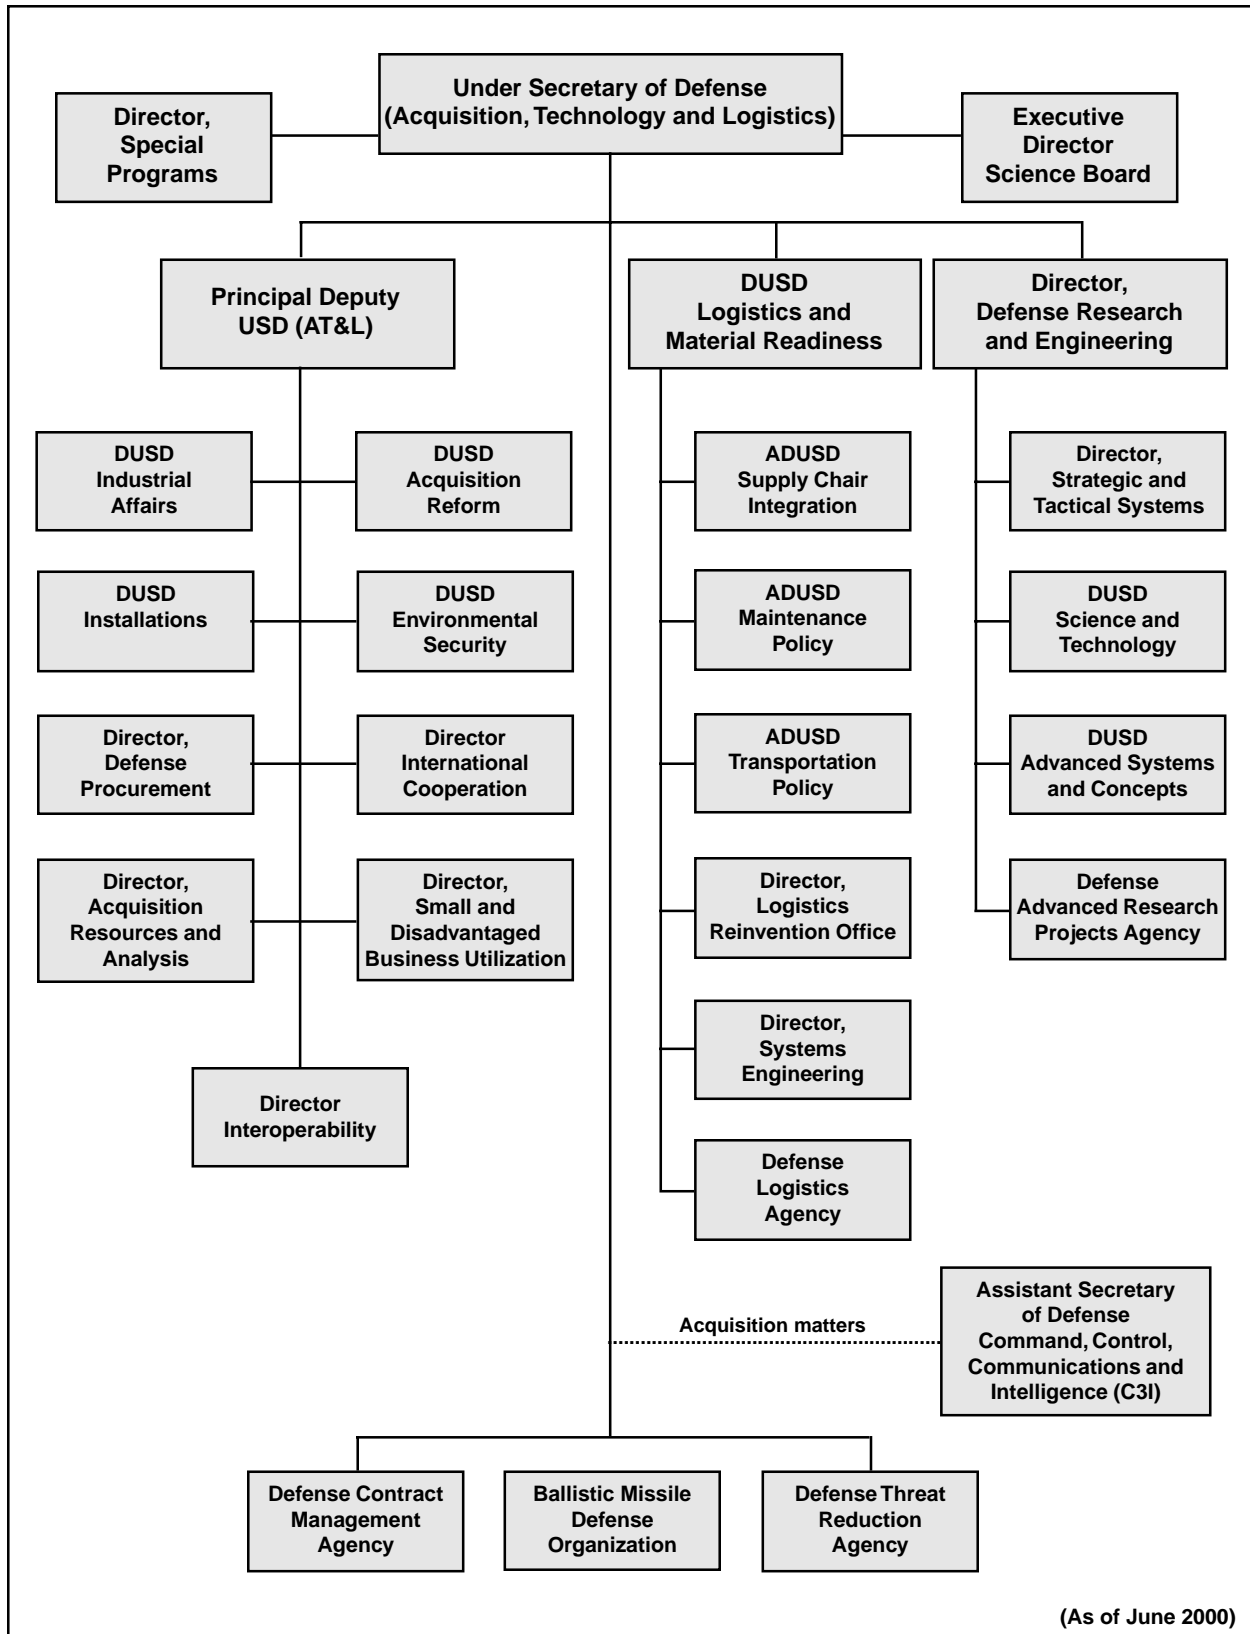 Under Secretary of Defense
(Acquisition, Technology and Logistics)
Director,
Special
Programs
Executive
Director
Science Board
Principal Deputy
USD (AT&L)
DUSD
Logistics and
Material Readiness
Director,
Defense Research
and Engineering
DUSD
Industrial
Affairs
DUSD
Acquisition
Reform
ADUSD
Supply Chair
Integration
Director,
Strategic and
Tactical Systems
DUSD
Installations
DUSD
Environmental
Security
ADUSD
Maintenance
Policy
DUSD
Science and
Technology
Director,
Defense
Procurement
Director
International
Cooperation
ADUSD
Transportation
Policy
DUSD
Advanced Systems
and Concepts
Director,
Acquisition
Resources and
Analysis
Director,
Small and
Disadvantaged
Business Utilization
Director,
Logistics
Reinvention Office
Defense
Advanced Research
Projects Agency
Director,
Systems
Engineering
Director
Interoperability
Defense
Logistics
Agency
Acquisition matters
Assistant Secretary
of Defense
Command, Control,
Communications and
Intelligence (C3I)
Defense Contract
Management
Agency
Ballistic Missile
Defense
Organization
Defense Threat
Reduction
Agency
(As of June 2000)